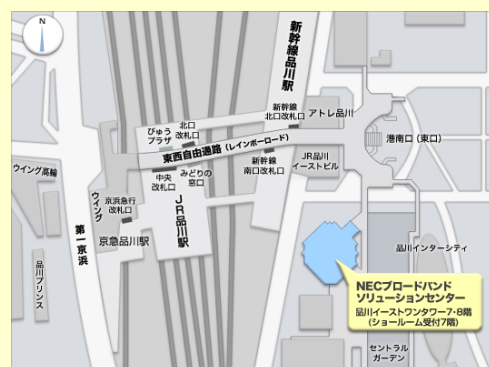 N
新幹線品川駅
新幹線
北口改札口
アトレ品川
北口
改札口
びゅう
プラザ
東西自由通路(レインボーロード)
港南口(東口)
中央
改札口
みどりの
窓口
新幹線
南口改札口
JR品川
イーストビル
ウイング高輪
ウイング
京浜急行
改札口
京急品川駅
JR品川駅
第一京浜
品川プリンス
品川インターシティ
NECブロードバンド
ソリューションセンター
品川イーストワンタワー7・8階
(ショールーム受付7階)
セントラル
ガーデン